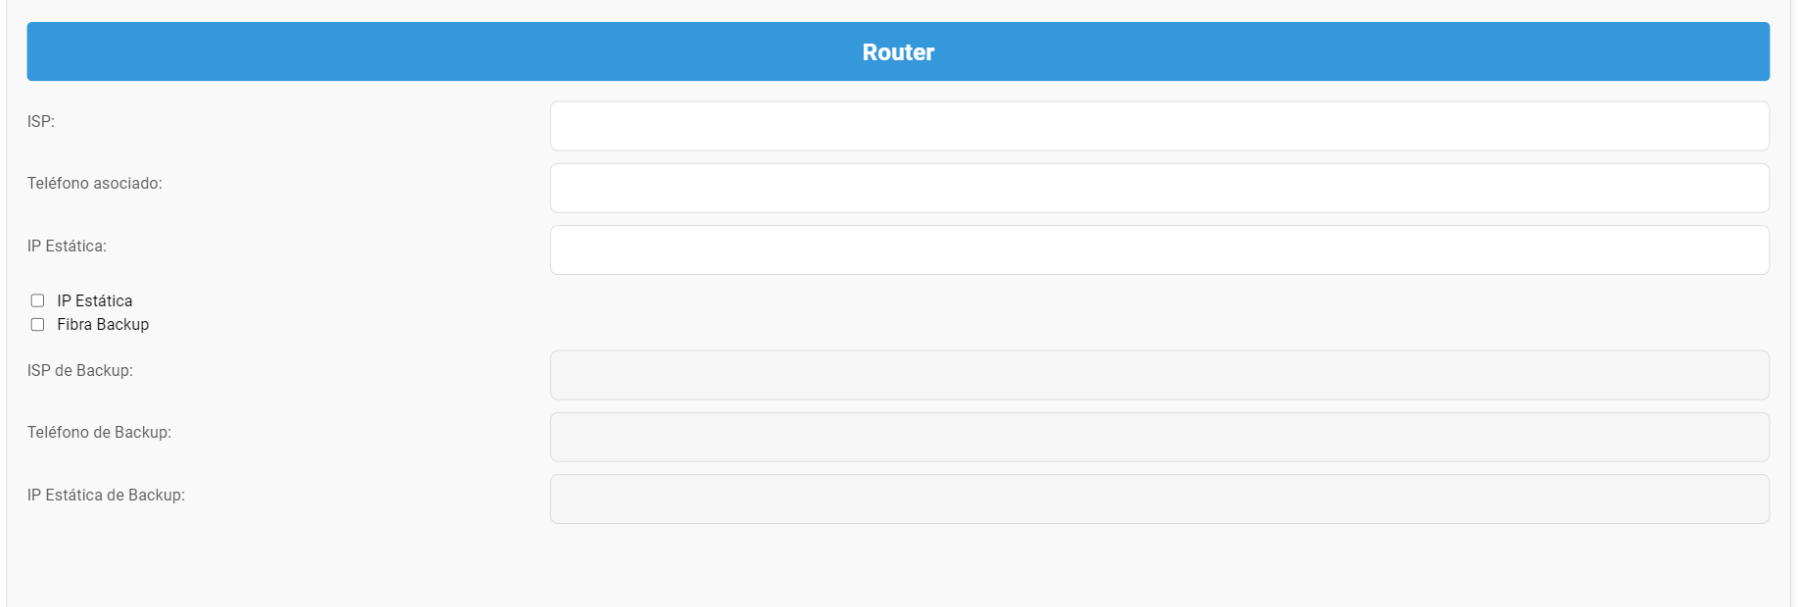 Router
ISP:
Teléfono asociado:
IP Estática:
IP Estática
Fibra Backup
ISP de Backup:
Teléfono de Backup:
IP Estática de Backup: